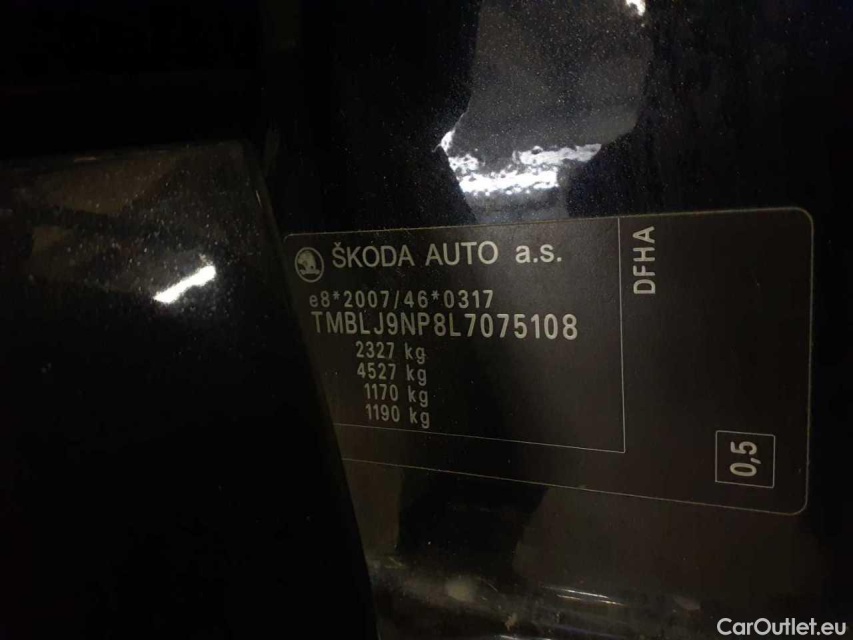 ŠKODA AUTO a.s.
DFHA
e8*2007/46*0317
TMBLJ9NP8L7075108
2327 kg
4527 kg
1170 kg
1190 kg
0,5
CarOutlet.eu